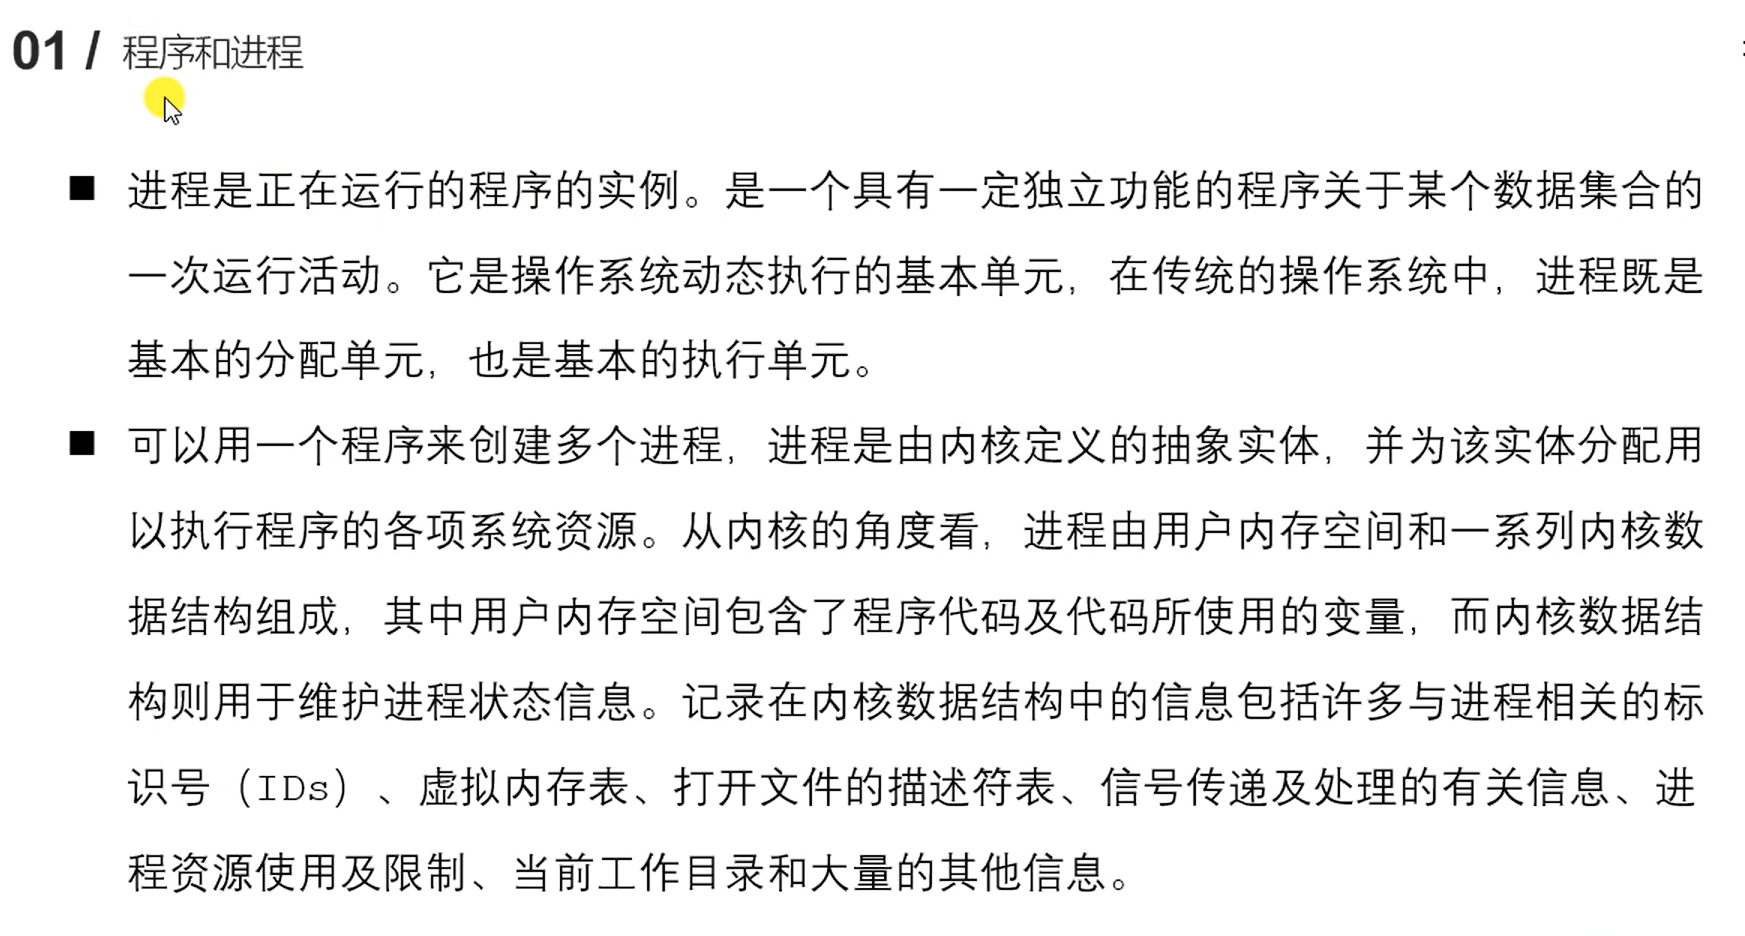 01 / 程序和进程
■ 进程是正在运行的程序的实例。是一个具有一定独立功能的程序关于某个数据集合的
一次运行活动。它是操作系统动态执行的基本单元，在传统的操作系统中，进程既是
基本的分配单元，也是基本的执行单元。
■ 可以用一个程序来创建多个进程，进程是由内核定义的抽象实体，并为该实体分配用
以执行程序的各项系统资源。从内核的角度看，进程由用户内存空间和一系列内核数
据结构组成，其中用户内存空间包含了程序代码及代码所使用的变量，而内核数据结
构则用于维护进程状态信息。记录在内核数据结构中的信息包括许多与进程相关的标
识号（IDs）、虚拟内存表、打开文件的描述符表、信号传递及处理的有关信息、进
程资源使用及限制、当前工作目录和大量的其他信息。